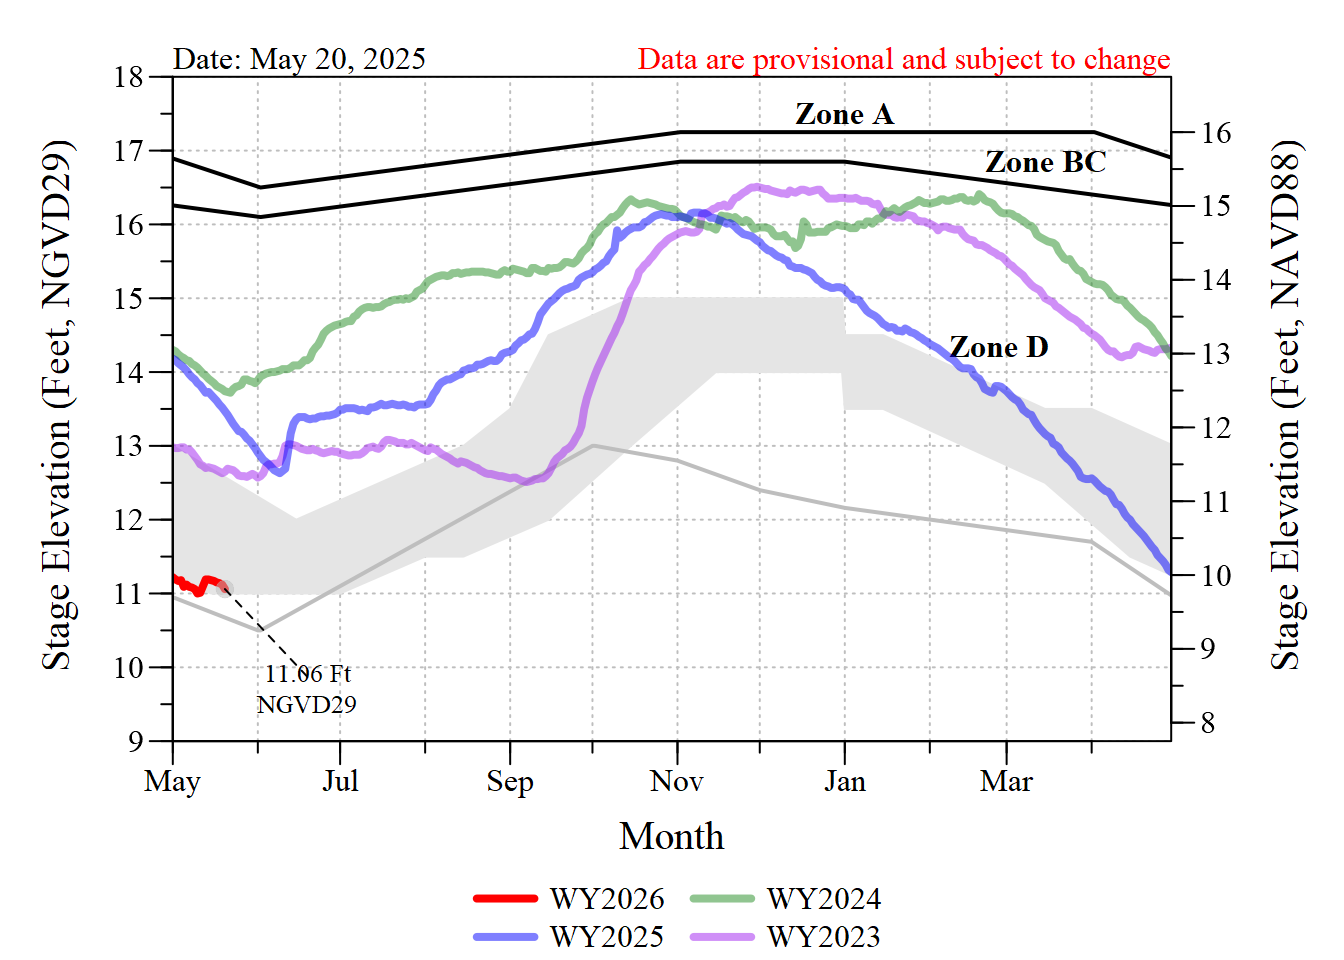 Date: May 20, 2025
Data are provisional and subject to change
Stage Elevation (Feet, NGVD29)
18
17
16
15
14
13
12
11
10
9
Zone A
Zone BC
Zone D
11.06 Ft
NGVD29
16
15
14
13
12
11
10
9
8
Stage Elevation (Feet, NAVD88)
May Jul Sep Nov Jan Mar
Month
WY2026 WY2024
WY2025 WY2023